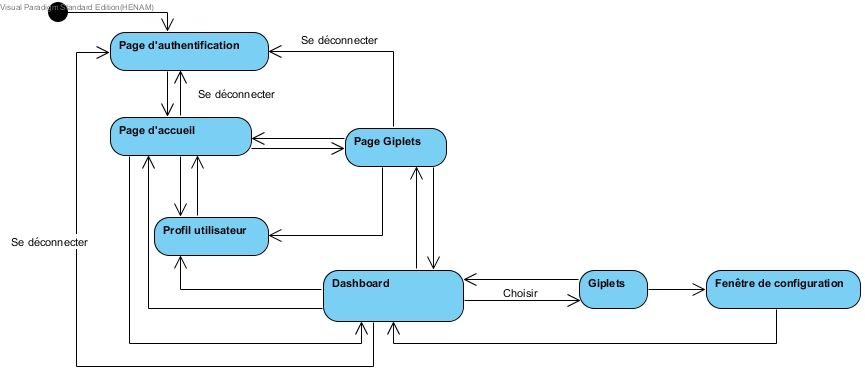 Visual Paradigm Standard Edition(HENAM)
Page d'authentification
Se déconnecter
Se déconnecter
Page d'accueil
Page Giplets
Profil utilisateur
Se déconnecter
Dashboard
Choisir
Giplets
Fenêtre de configuration